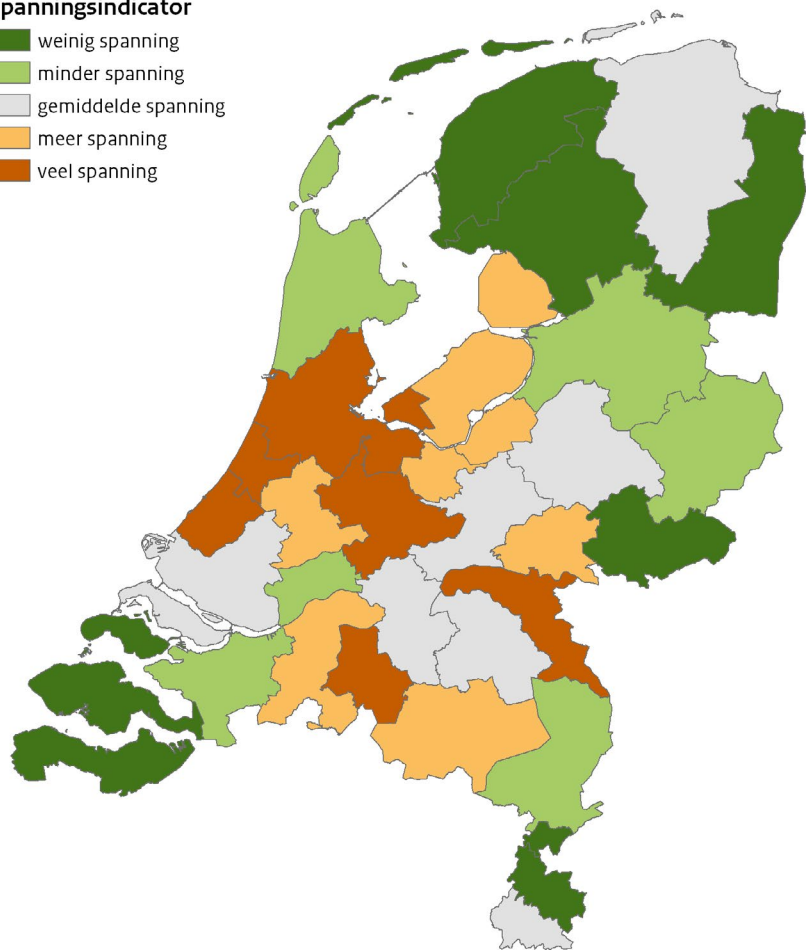 panningsindicator
weinig spanning
minder spanning
gemiddelde spanning
meer spanning
veel spanning